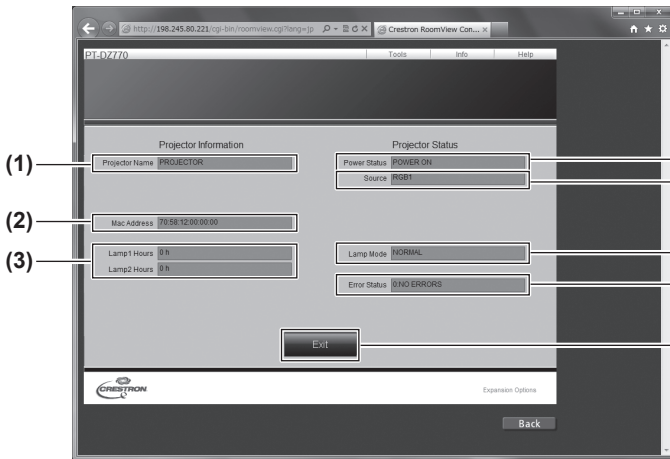 http://198.245.80.221/cgi-bin/roomview.cgi?lang=jp
Crestron RoomView Con...
PT-DZ770
Tools
Info
Help
Projector Information
Projector Status
(1)
Projector Name
PROJECTOR
Power Status
POWER ON
Source
RGB1
(2)
Mac Address
70:58:12:00:00:00
(3)
Lamp1 Hours
0 h
Lamp2 Hours
0 h
Lamp Mode
NORMAL
Error Status
0:NO ERRORS
Exit
CRESTRON
Expansion Options
Back